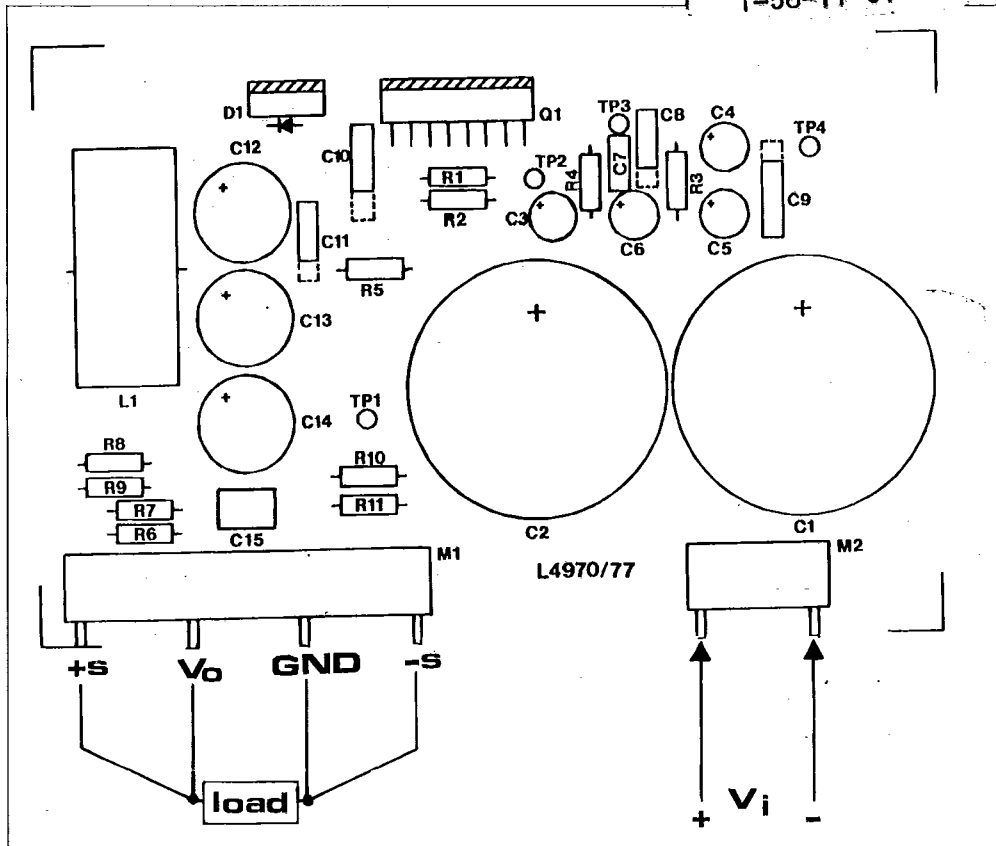 D1
Q1
TP3
C8
C4
TP4
C10
C12
TP2
R4
C7
R3
C9
R1
R2
C3
C6
C5
C11
R5
+
+
+
+
+
+
+
+
+
C13
L1
C14
TP1
R8
R9
R7
R6
R10
R11
C15
C2
C1
M1
M2
L4970/77
+S
Vo
GND
-S
load
+
Vi
-